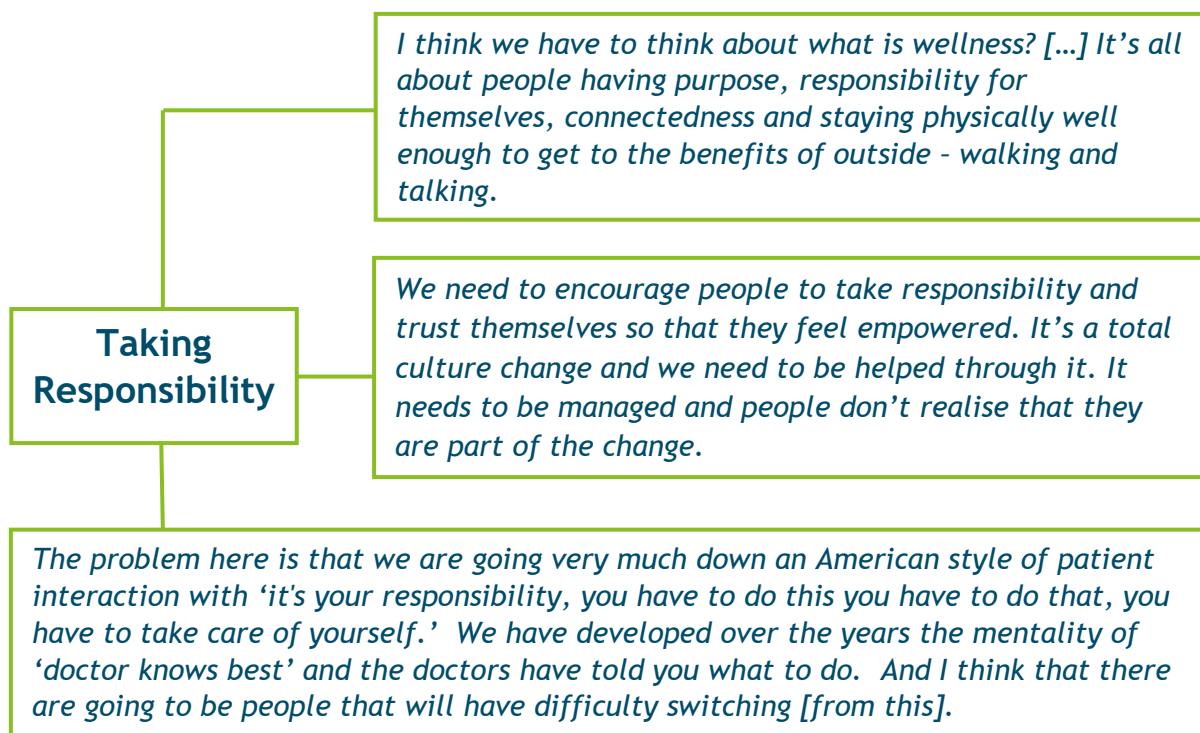 I think we have to think about what is wellness? […] It’s all
about people having purpose, responsibility for
themselves, connectedness and staying physically well
enough to get to the benefits of outside – walking and
talking.
We need to encourage people to take responsibility and
trust themselves so that they feel empowered. It’s a total
culture change and we need to be helped through it. It
needs to be managed and people don’t realise that they
are part of the change.
Taking
Responsibility
The problem here is that we are going very much down an American style of patient
interaction with ‘it's your responsibility, you have to do this you have to do that, you
have to take care of yourself.’  We have developed over the years the mentality of
‘doctor knows best’ and the doctors have told you what to do.  And I think that there
are going to be people that will have difficulty switching [from this].